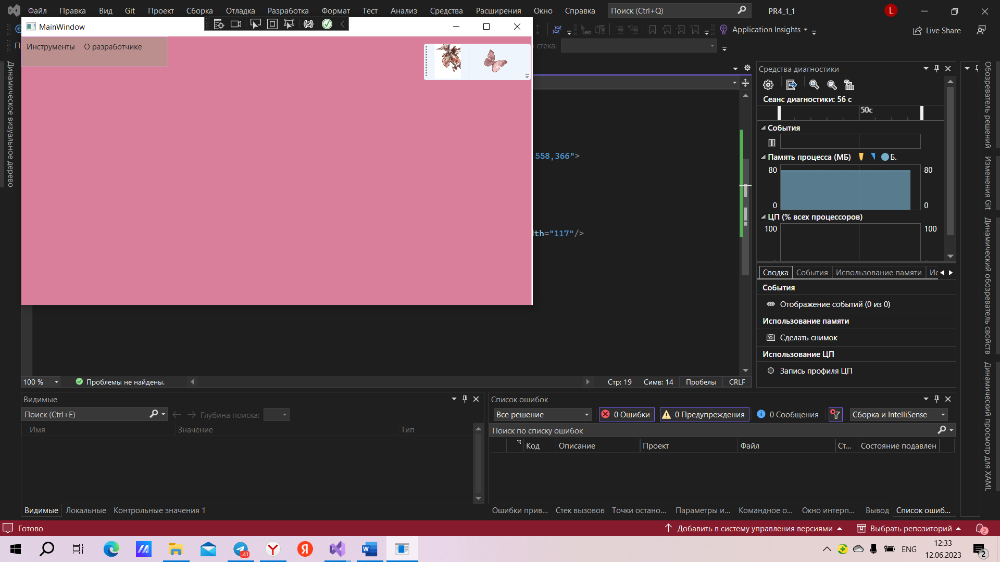 Файл Правка Вид Git Проект Сборка Отладка Разработка Формат Тест Анализ Средства Расширения Окно Справка Поиск (Ctrl+Q) PR4_1_1 L
MainWindow
Application Insights Live Share
Инструменты О разработчике
стека:
Динамическое визуальное дерево
Средства диагностики
Сеанс диагностики: 56 с
50с
События
Память процесса (МБ) Б.
80 80
0 0
ЦП (% всех процессоров)
100 100
558,366">
th="117"/>
Сводка События Использование памяти Ис
События
Отображение событий (0 из 0)
Использование памяти
Сделать снимок
Использование ЦП
Запись профиля ЦП
Обозреватель решений
Изменения Git
Динамический обозреватель свойств
Динамический просмотр для XAML
100 % Проблемы не найдены. Стр: 19 Симв: 14 Пробелы CRLF
Видимые
Поиск (Ctrl+E) Глубина поиска:
Имя Значение Тип
Видимые Локальные Контрольные значения 1
Список ошибок
Все решение 0 Ошибки 0 Предупреждения 0 Сообщения Сборка и IntelliSense
Поиск по списку ошибок
Код Описание Проект Файл Ст... Состояние подавлен
Ошибки прив... Стек вызовов Точки остано... Параметры и... Командное о... Окно интерп... Вывод Список ошиб...
Готово Добавить в систему управления версиями Выбрать репозиторий 2
..41 ENG 12:33
12.06.2023 2